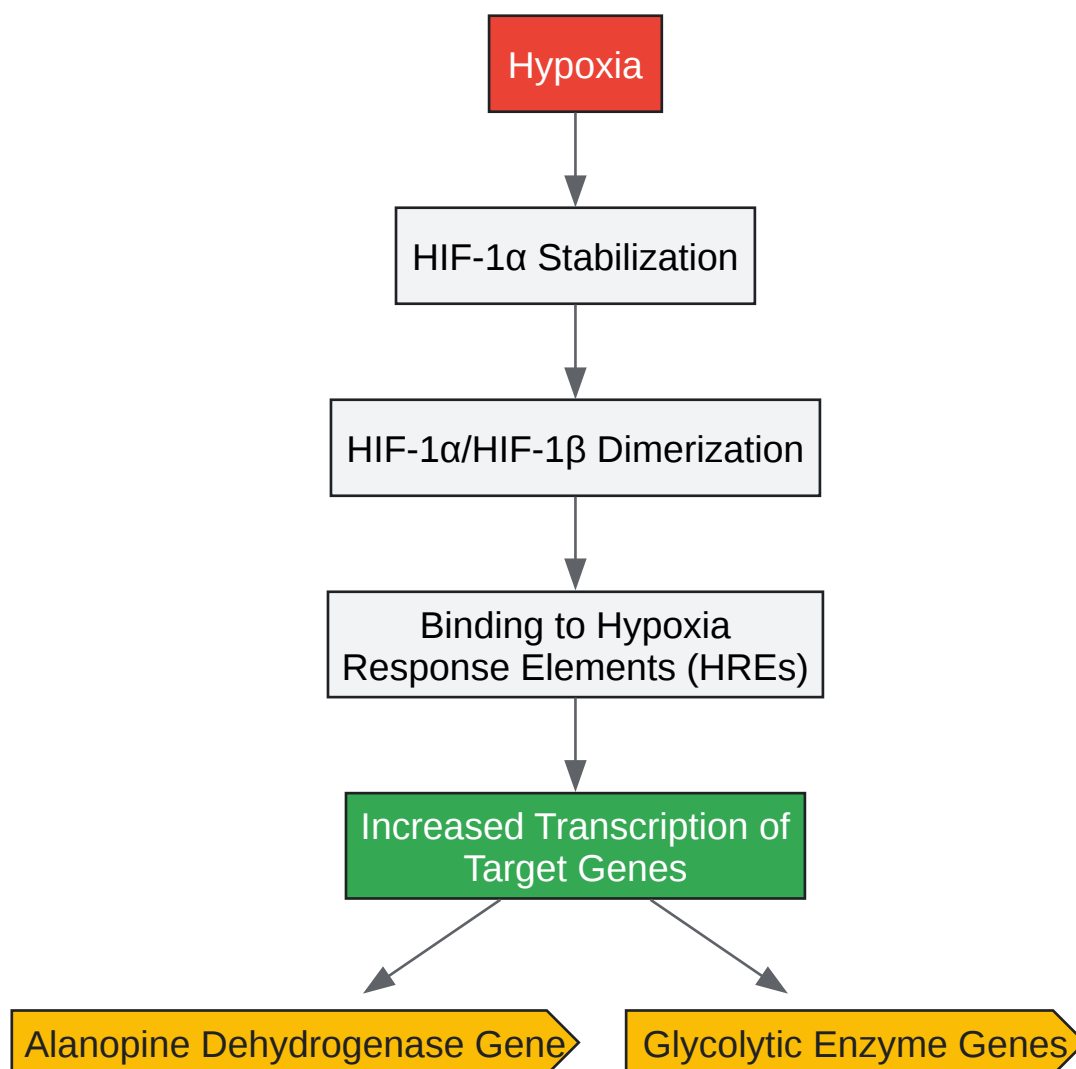 Hypoxia
HIF-1α Stabilization
HIF-1α/HIF-1β Dimerization
Binding to Hypoxia
Response Elements (HREs)
Increased Transcription of
Target Genes
Alanopine Dehydrogenase Gene
Glycolytic Enzyme Genes